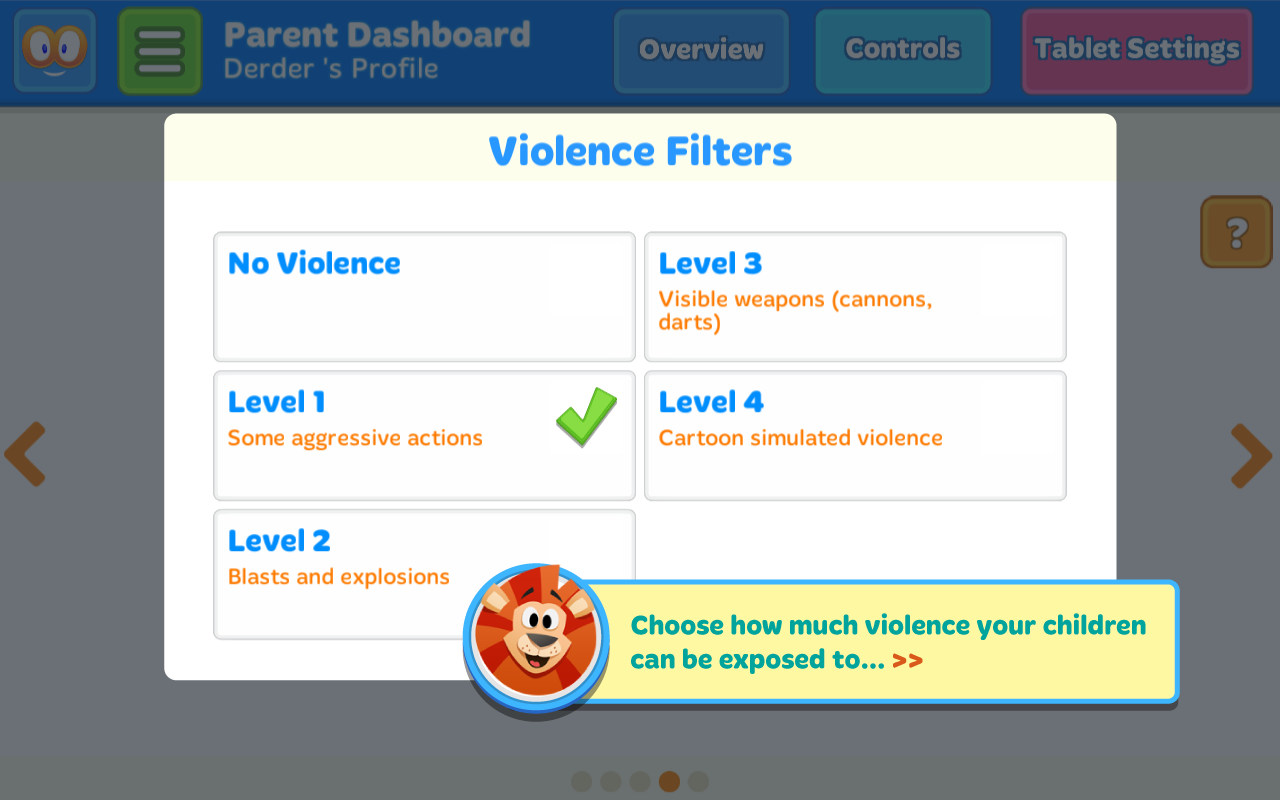 Parent Dashboard
Derder 's Profile
Overview
Controls
Tablet Settings
Violence Filters
?
No Violence
Level 3
Visible weapons (cannons,
darts)
Level 1
Some aggressive actions
Level 4
Cartoon simulated violence
Level 2
Blasts and explosions
Choose how much violence your children
can be exposed to... >>